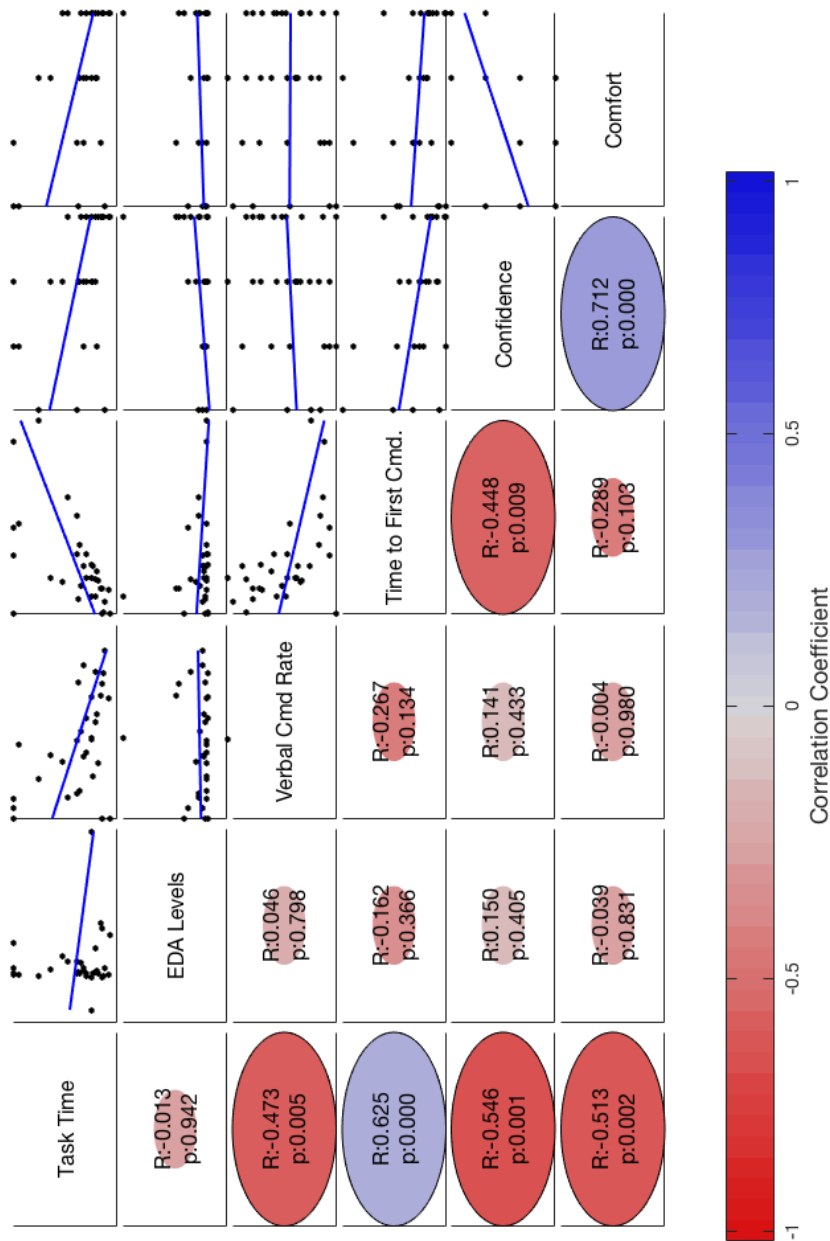 Task Time
R:-0.013
p:0.942
EDA Levels
R:-0.473
p:0.005
R:0.046
p:0.798
Verbal Cmd Rate
R:0.625
p:0.000
R:-0.162
p:0.366
R:-0.267
p:0.134
Time to First Cmd.
R:-0.546
p:0.001
R:0.150
p:0.405
R:0.141
p:0.433
R:-0.448
p:0.009
Confidence
R:-0.513
p:0.002
R:-0.039
p:0.831
R:-0.004
p:0.980
R:-0.289
p:0.103
R:0.712
p:0.000
Comfort
-1
-0.5
0
0.5
1
Correlation Coefficient